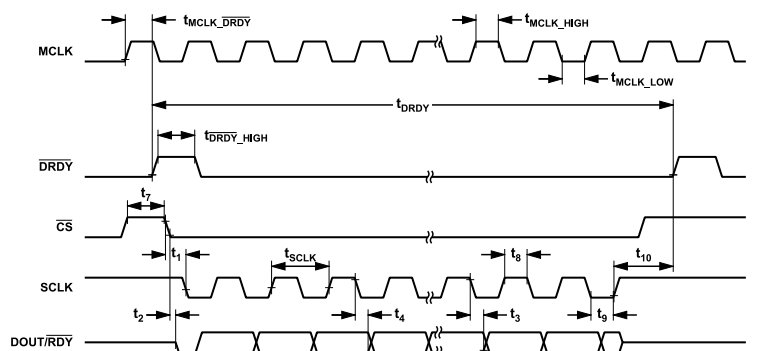 tMCLK_DRDY
tMCLK_HIGH
MCLK
tMCLK_LOW
tDRDY
tDRDY_HIGH
DRDY
t7
CS
t1
tSCLK
t8
t10
SCLK
t2
t4
t3
t9
DOUT/RDY